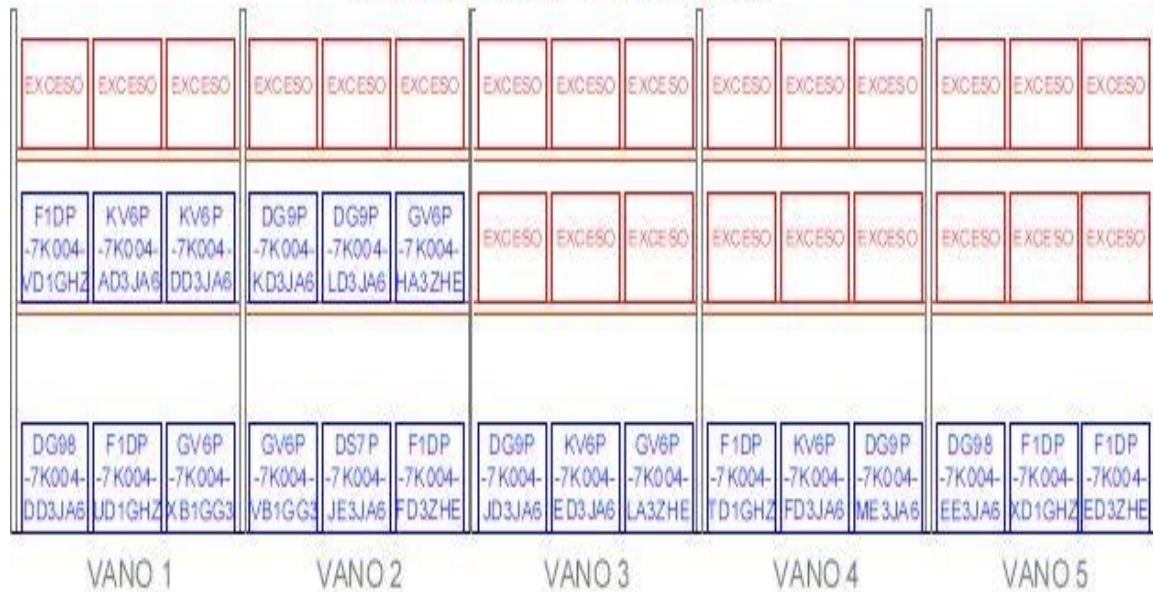 EXCESO EXCESO EXCESO EXCESO EXCESO EXCESO EXCESO EXCESO EXCESO EXCESO EXCESO EXCESO EXCESO EXCESO EXCESO
F1DP KV6P KV6P DG9P DG9P GV6P
-7K004- -7K004- -7K004- -7K004- -7K004- -7K004-
VD1GHZ AD3JA6 DD3JA6 KD3JA6 LD3JA6 HA3ZHE
EXCESO EXCESO EXCESO EXCESO EXCESO EXCESO EXCESO EXCESO EXCESO
DG98 F1DP GV6P GV6P DS7P F1DP DG9P KV6P GV6P F1DP KV6P DG9P DG98 F1DP F1DP
-7K004- -7K004- -7K004- -7K004- -7K004- -7K004- -7K004- -7K004- -7K004- -7K004- -7K004- -7K004- -7K004- -7K004- -7K004-
DD3JA6 UD1GHZ XB1GG3 VB1GG3 JE3JA6 FD3ZHE JD3JA6 ED3JA6 LA3ZHE TD1GHZ FD3JA6 ME3JA6 EE3JA6 XD1GHZ ED3ZHE
VANO 1 VANO 2 VANO 3 VANO 4 VANO 5